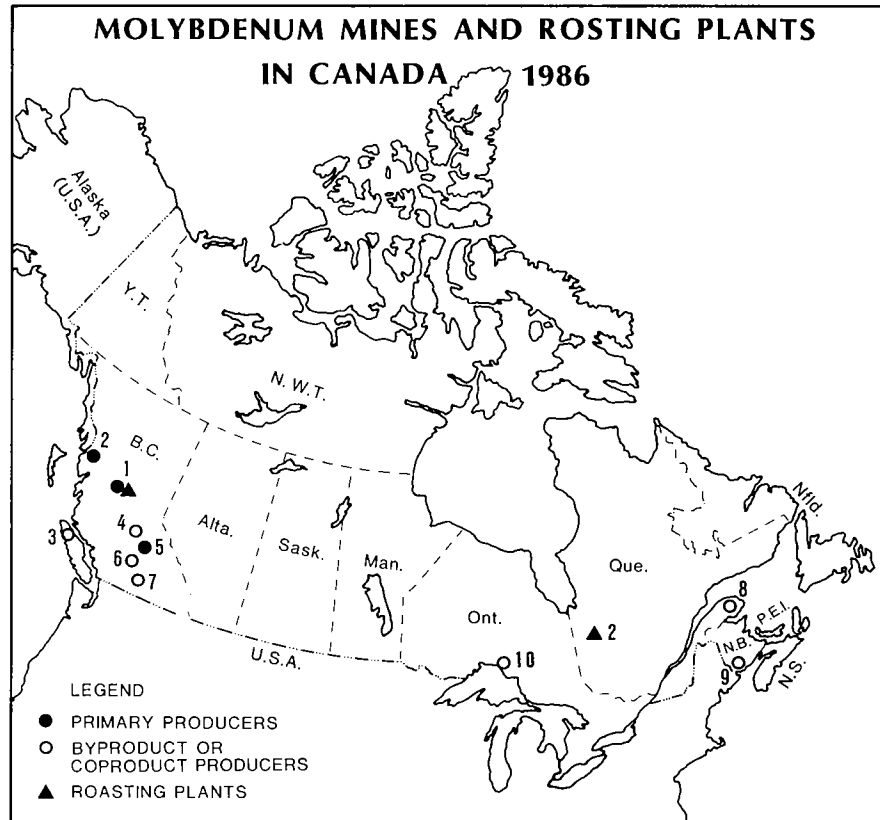 MOLYBDENUM MINES AND ROSTING PLANTS
IN CANADA 1986
Alaska
(U.S.A.)
Y.T.
N.W.T.
B.C.
2
1
3
4
5
6
7
Alta.
Sask.
Man.
Ont.
Que.
Nfld.
2
8
P.E.I.
N.B.
9
N.S.
10
U.S.A.
LEGEND
PRIMARY PRODUCERS
BYPRODUCT OR
COPRODUCT PRODUCERS
ROASTING PLANTS